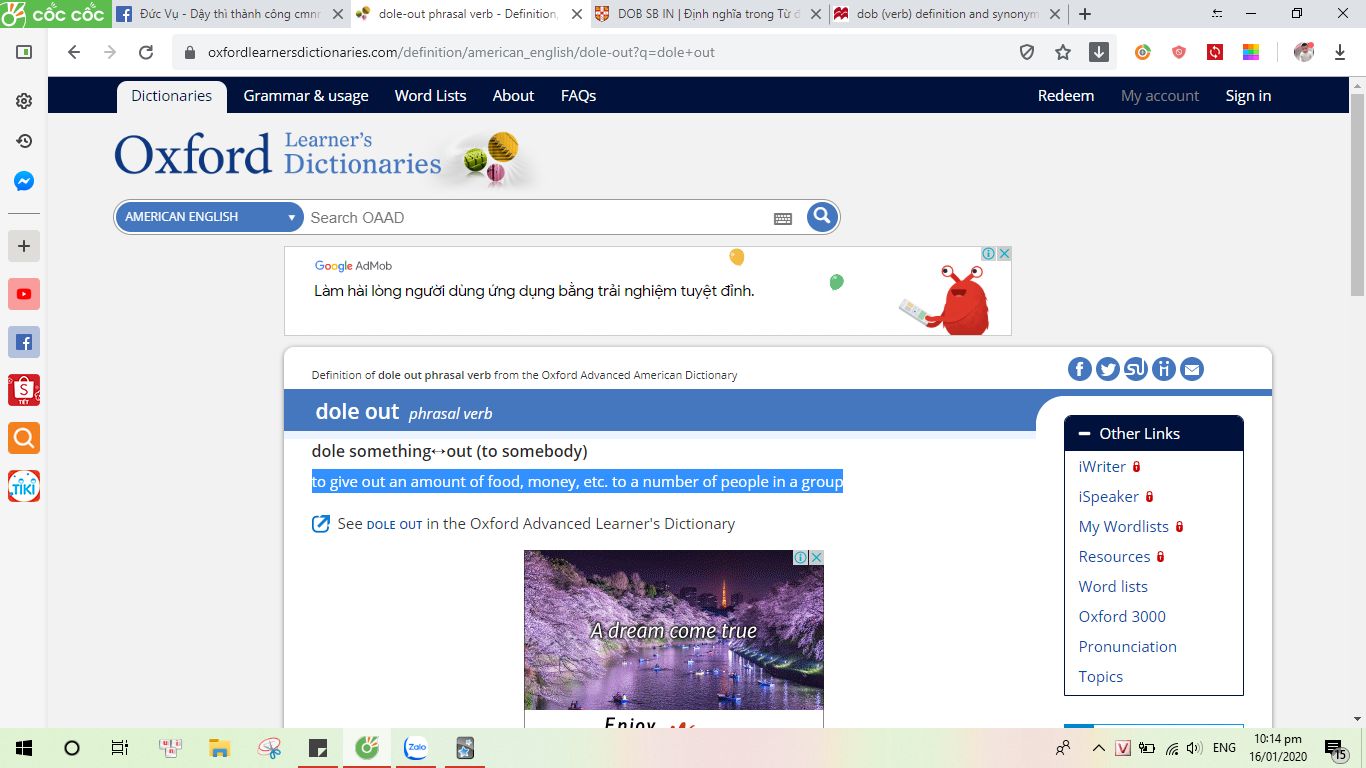 cốc cốc
Đức Vụ - Dậy thì thành công cmnr
dole-out phrasal verb - Definition,
DOB SB IN | Định nghĩa trong Từ đ
dob (verb) definition and synonym
oxfordlearnersdictionaries.com/definition/american_english/dole-out?q=dole+out
Dictionaries
Grammar & usage
Word Lists
About
FAQs
Redeem
My account
Sign in
Oxford Learner's Dictionaries
AMERICAN ENGLISH
Search OAAD
Google AdMob
Làm hài lòng người dùng ứng dụng bằng trải nghiệm tuyệt đỉnh.
Definition of dole out phrasal verb from the Oxford Advanced American Dictionary
dole out phrasal verb
dole something↔out (to somebody)
to give out an amount of food, money, etc. to a number of people in a group
See DOLE OUT in the Oxford Advanced Learner's Dictionary
A dream come true
Enjoy
Other Links
iWriter
iSpeaker
My Wordlists
Resources
Word lists
Oxford 3000
Pronunciation
Topics
TẾT
TIKI
Zalo
V
ENG
10:14 pm
16/01/2020
15